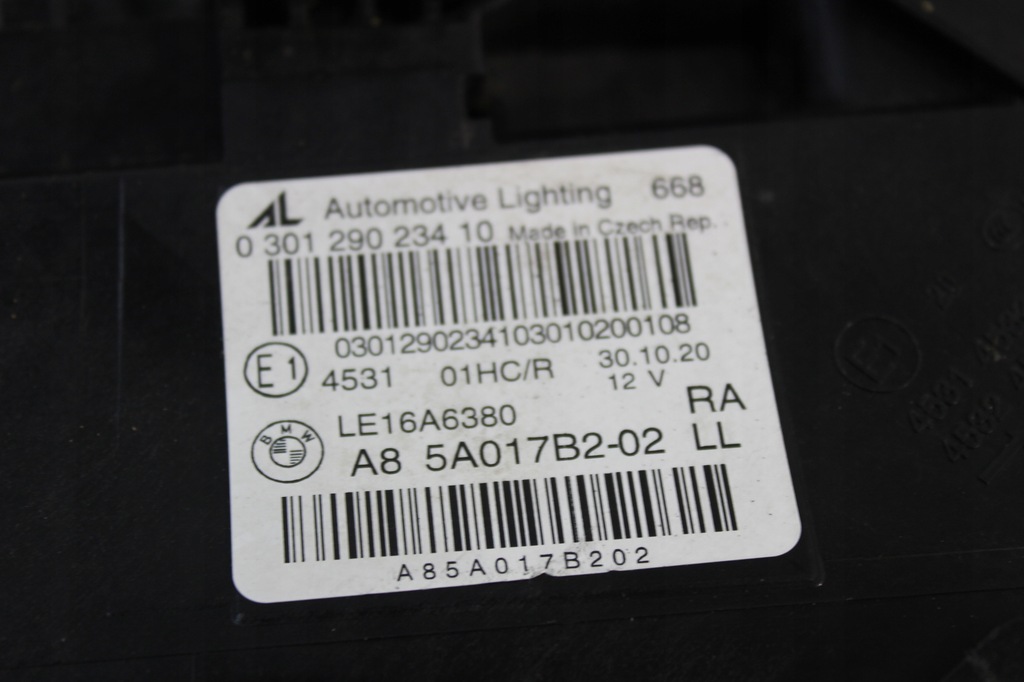 AL Automotive Lighting 668
0 301 290 234 10 Made in Czech Rep.
0301290234103010200108
E1 4531 01HC/R 30.10.20
12 V
BMW LE16A6380 RA
A8 5A017B2-02 LL
A85A017B202